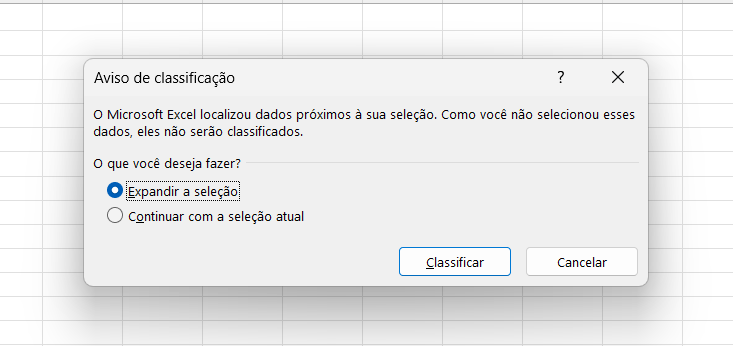 Aviso de classificação ?
O Microsoft Excel localizou dados próximos à sua seleção. Como você não selecionou esses
dados, eles não serão classificados.
O que você deseja fazer?
Expandir a seleção
Continuar com a seleção atual
Classificar Cancelar